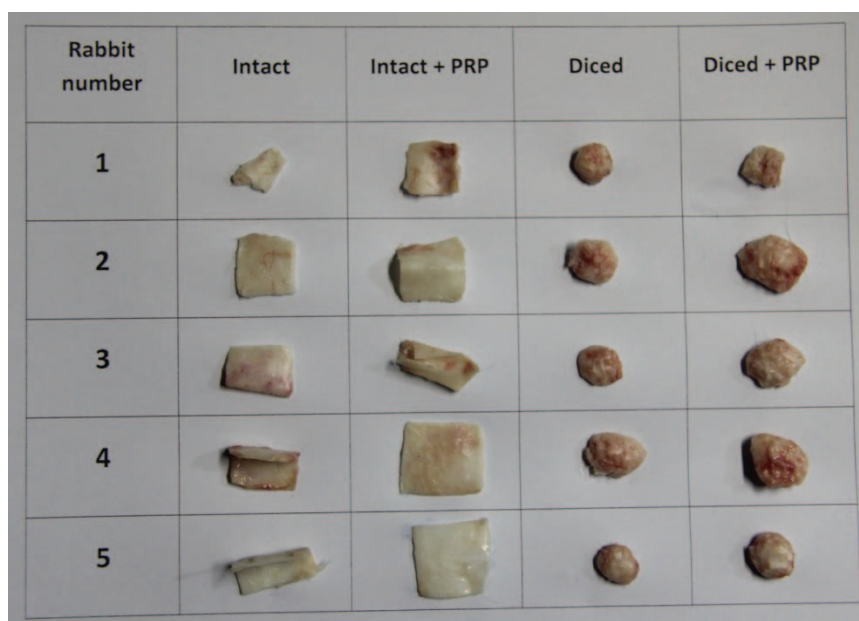 Rabbit
number
Intact
Intact + PRP
Diced
Diced + PRP
1
2
3
4
5